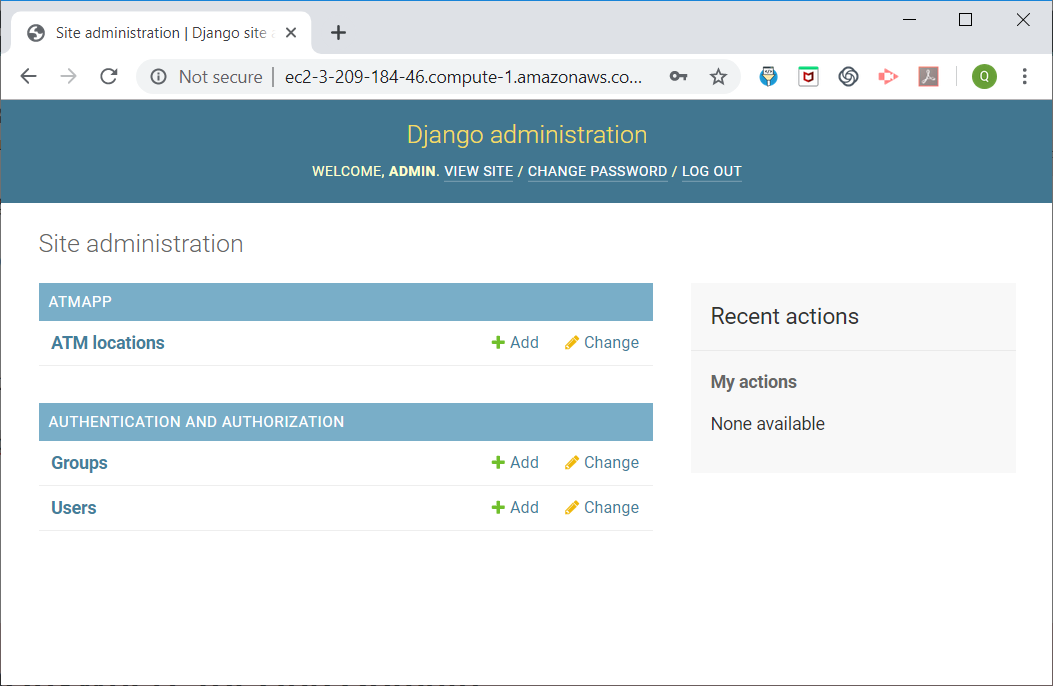 Site administration | Django site
Not secure | ec2-3-209-184-46.compute-1.amazonaws.co...
Q
Django administration
WELCOME, ADMIN. VIEW SITE / CHANGE PASSWORD / LOG OUT
Site administration
ATMAPP
ATM locations Add Change
AUTHENTICATION AND AUTHORIZATION
Groups Add Change
Users Add Change
Recent actions
My actions
None available